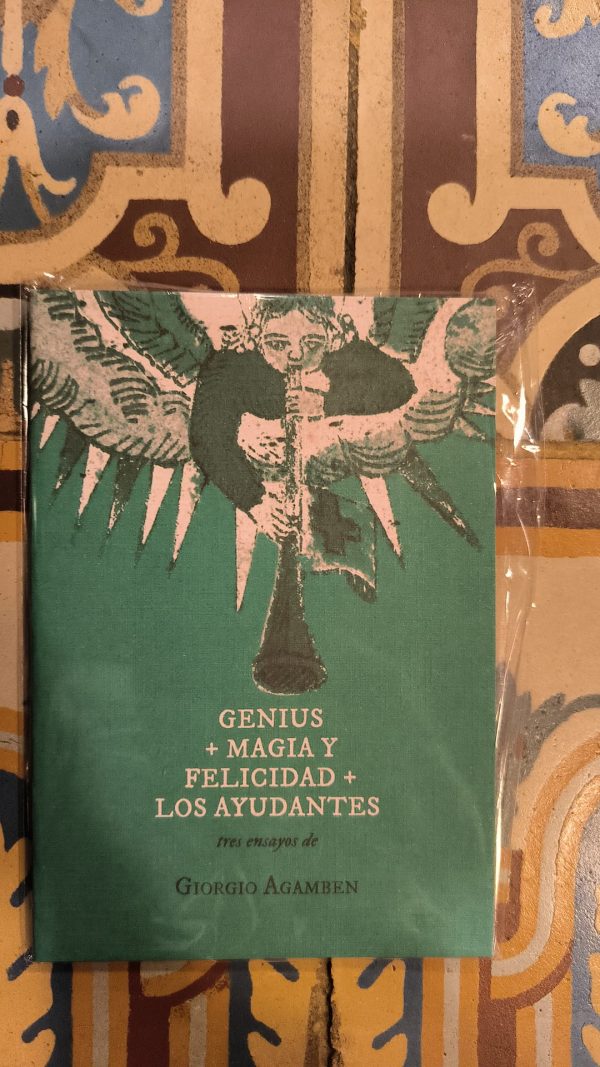 GENIUS
+ MAGIA Y
FELICIDAD +
LOS AYUDANTES
tres ensayos de
GIORGIO AGAMBEN